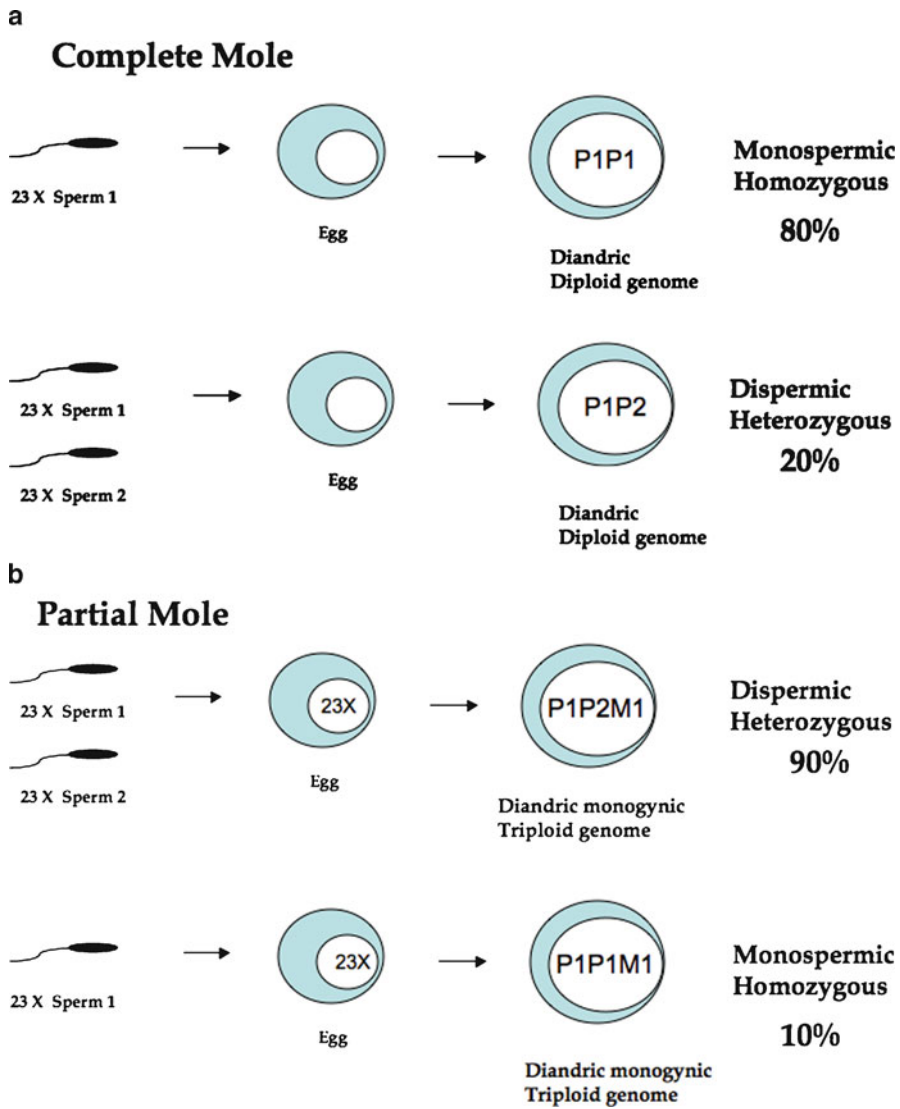 a
Complete Mole
23 X Sperm 1
Egg
P1P1
Diandric
Diploid genome
Monospermic
Homozygous
80%
23 X Sperm 1
23 X Sperm 2
Egg
P1P2
Diandric
Diploid genome
Dispermic
Heterozygous
20%
b
Partial Mole
23 X Sperm 1
23 X Sperm 2
23X
Egg
P1P2M1
Diandric monogynic
Triploid genome
Dispermic
Heterozygous
90%
23 X Sperm 1
23X
Egg
P1P1M1
Diandric monogynic
Triploid genome
Monospermic
Homozygous
10%